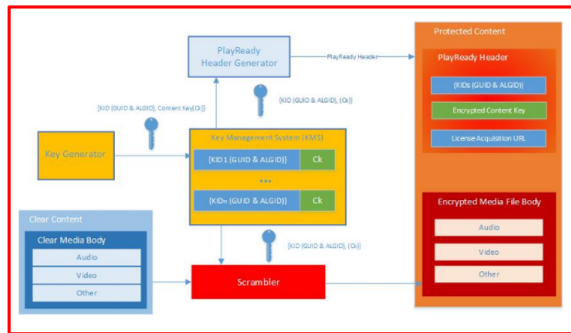 Protected Content
PlayReady Header
{KIDs (GUID & ALGID)}
Encrypted Content Key
License Acquisition URL
Encrypted Media File Body
Audio
Video
Other
PlayReady
Header Generator
PlayReady Header
{KID (GUID & ALGID), Content Key(Ck)}
{KID (GUID & ALGID), (Ck)}
Key Generator
Key Management System (KMS)
{KID1 (GUID & ALGID)}
Ck
...
{KIDn (GUID & ALGID)}
Ck
{KID (GUID & ALGID), (Ck)}
Clear Content
Clear Media Body
Audio
Video
Other
Scrambler